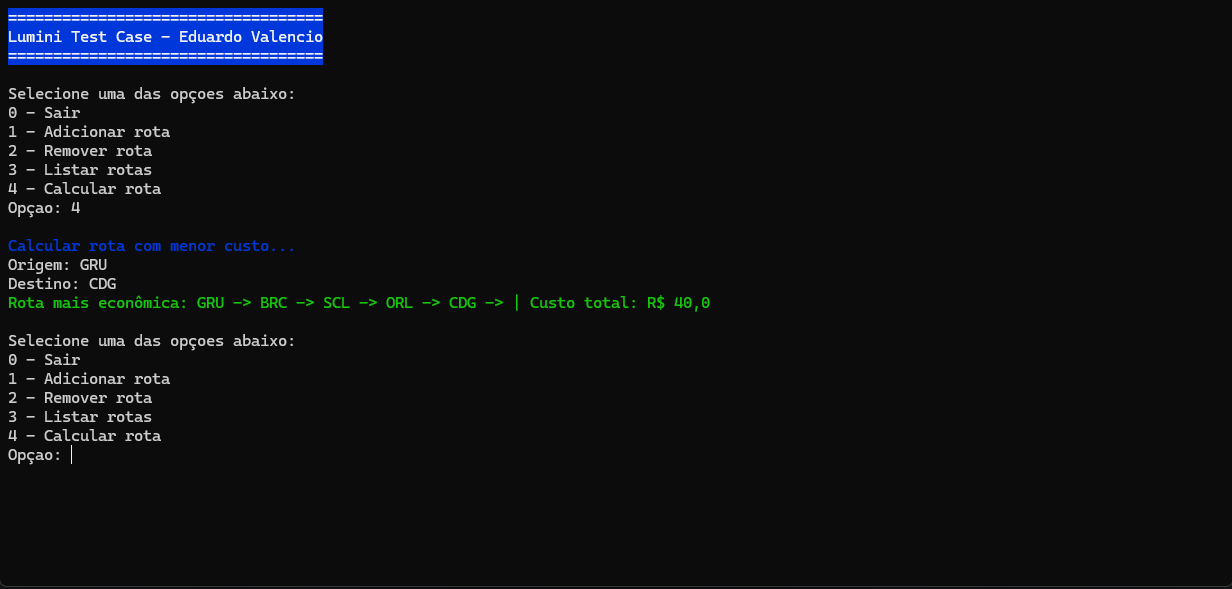 ===================================
Lumini Test Case - Eduardo Valencio
===================================
Selecione uma das opçoes abaixo:
0 - Sair
1 - Adicionar rota
2 - Remover rota
3 - Listar rotas
4 - Calcular rota
Opçao: 4
Calcular rota com menor custo...
Origem: GRU
Destino: CDG
Rota mais econômica: GRU -> BRC -> SCL -> ORL -> CDG -> | Custo total: R$ 40,0
Selecione uma das opçoes abaixo:
0 - Sair
1 - Adicionar rota
2 - Remover rota
3 - Listar rotas
4 - Calcular rota
Opçao: